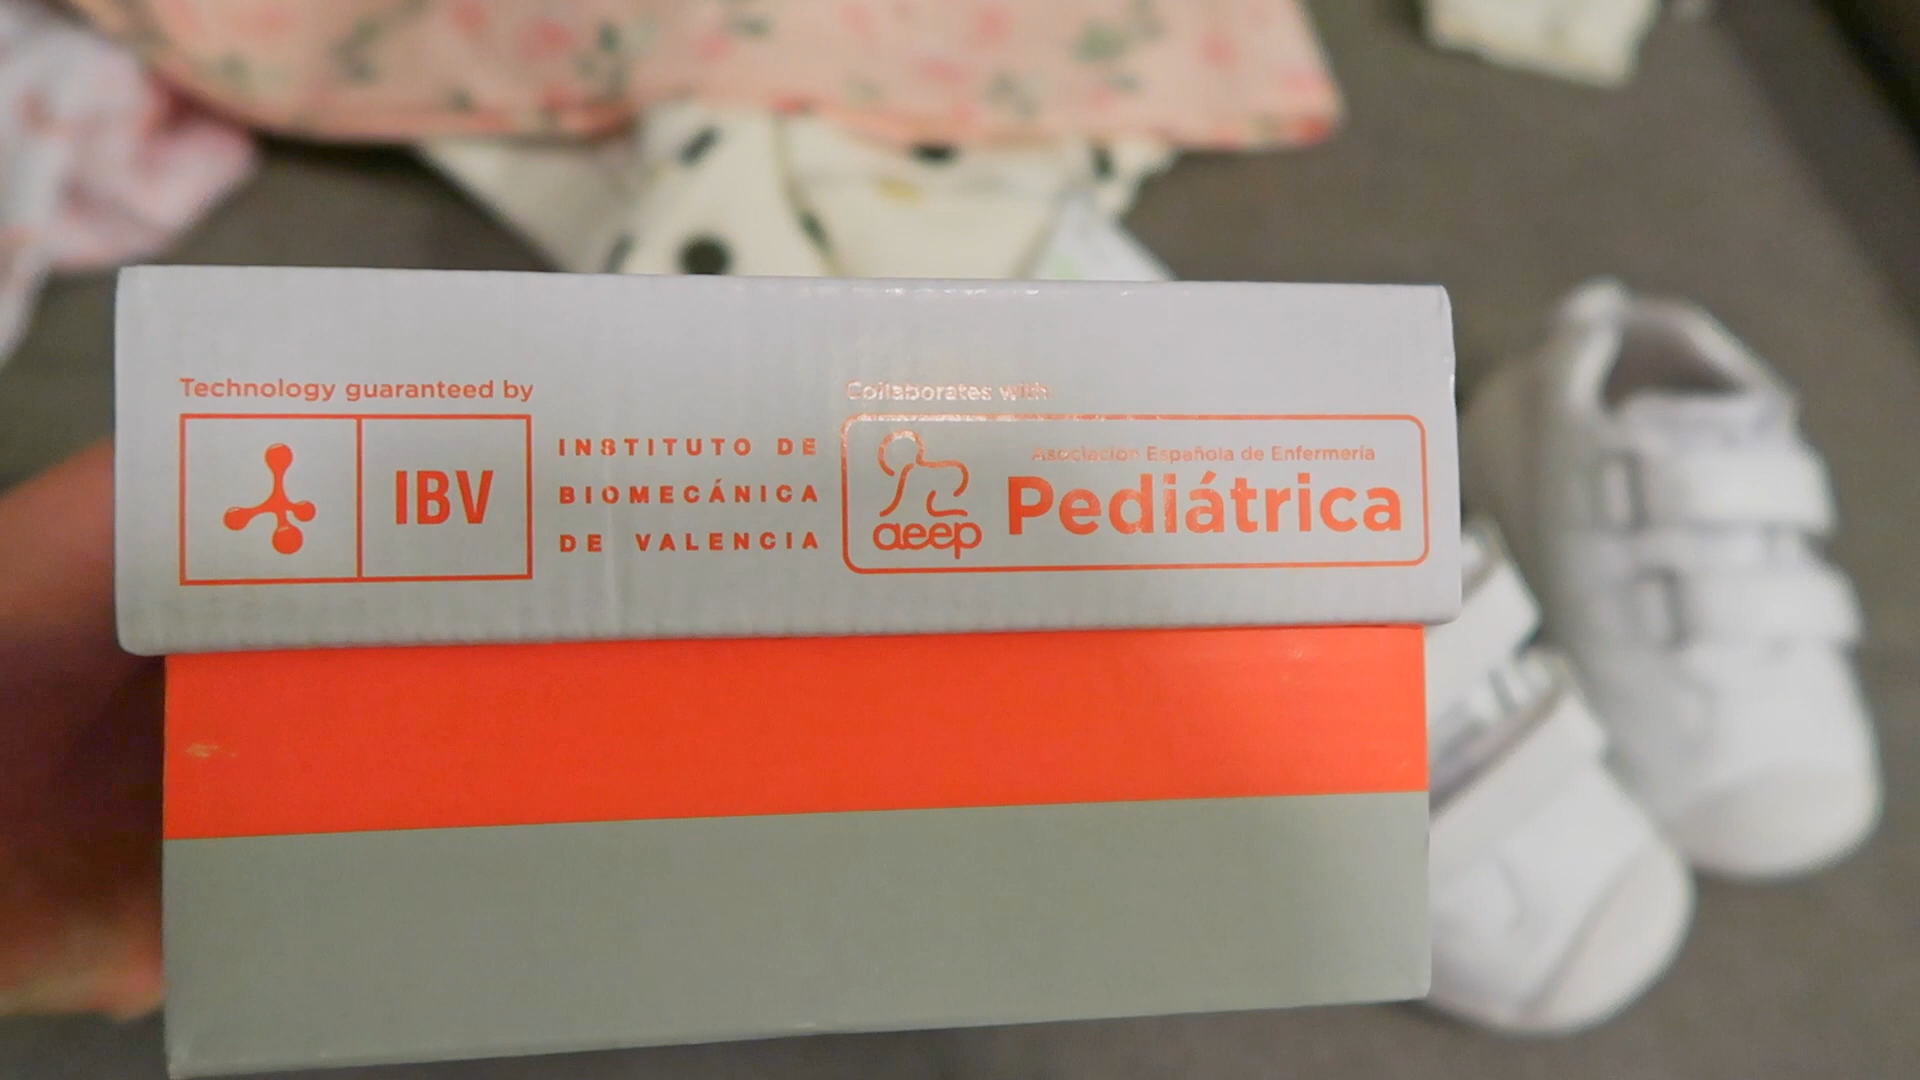 Technology guaranteed by
IBV
INSTITUTO DE
BIOMECÁNICA
DE VALENCIA
Collaborates with
aeep
Asociación Española de Enfermería
Pediátrica